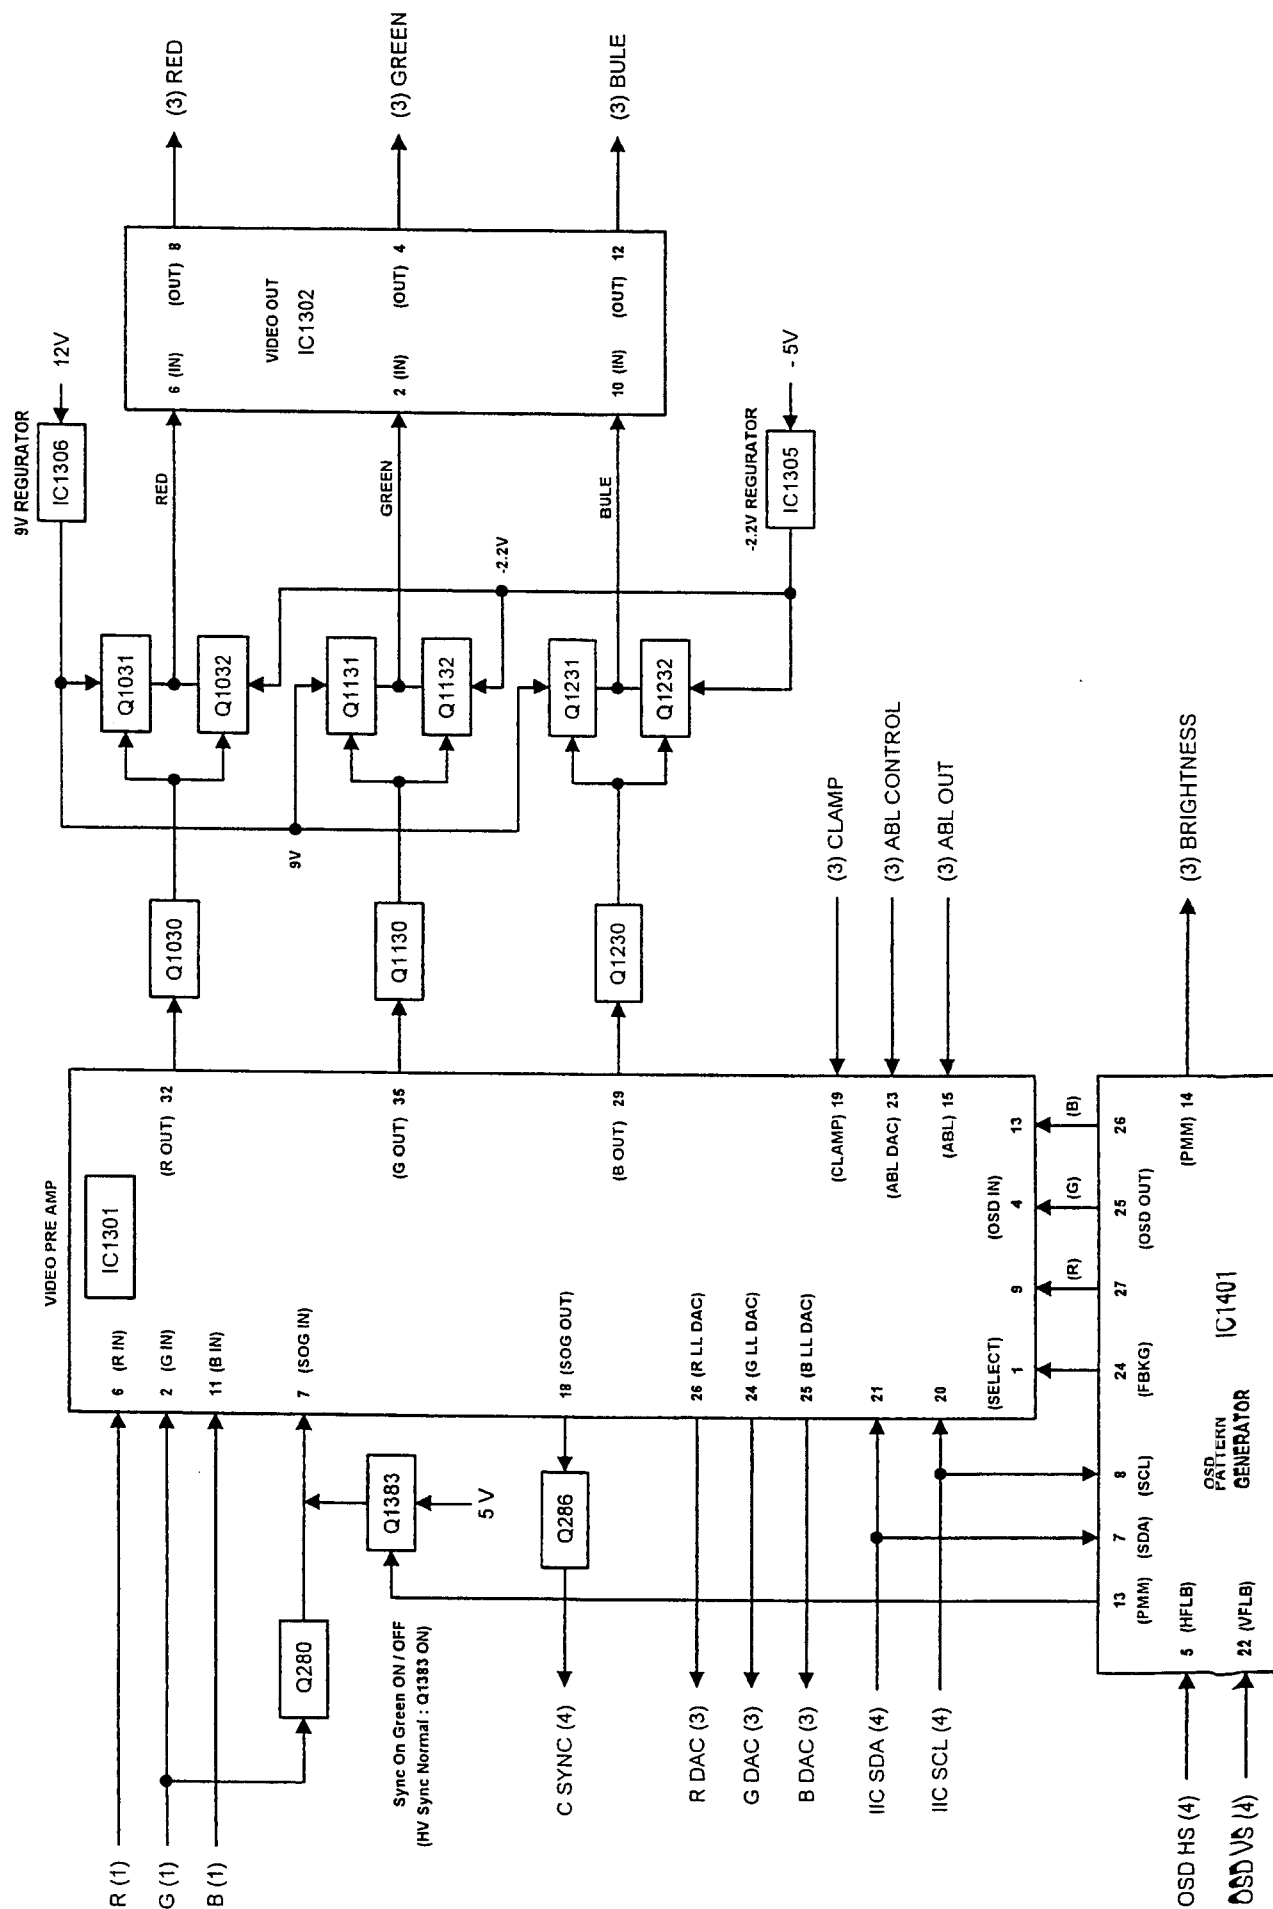 R (1)
G (1)
B (1)
VIDEO PRE AMP
IC1301
6 (R IN)
2 (G IN)
11 (B IN)
7 (SOG IN)
(R OUT) 32
(G OUT) 35
(B OUT) 29
18 (SOG OUT)
26 (R LL DAC)
24 (G LL DAC)
25 (B LL DAC)
21
20
(CLAMP) 19
(ABL DAC) 23
(ABL) 15
(SELECT)
1
9
(OSD IN)
4
13
Q280
Q1383
5 V
Sync On Green ON / OFF
(HV Sync Normal : Q1383 ON)
Q286
C SYNC (4)
R DAC (3)
G DAC (3)
B DAC (3)
IIC SDA (4)
IIC SCL (4)
Q1030
Q1130
Q1230
9V
9V REGURATOR
IC1306
12V
Q1031
Q1032
Q1131
Q1132
Q1231
Q1232
-2.2V
-2.2V REGURATOR
IC1305
- 5V
RED
GREEN
BULE
VIDEO OUT
IC1302
6 (IN)
(OUT) 8
2 (IN)
(OUT) 4
10 (IN)
(OUT) 12
(3) RED
(3) GREEN
(3) BULE
(3) CLAMP
(3) ABL CONTROL
(3) ABL OUT
(R)
(G)
(B)
13
(PMM)
7
(SDA)
8
(SCL)
24
(FBKG)
27
25
(OSD OUT)
26
(PMM) 14
(3) BRIGHTNESS
5 (HFLB)
22 (VFLB)
OSD
PATTERN
GENERATOR
IC1401
OSD HS (4)
OSD VS (4)